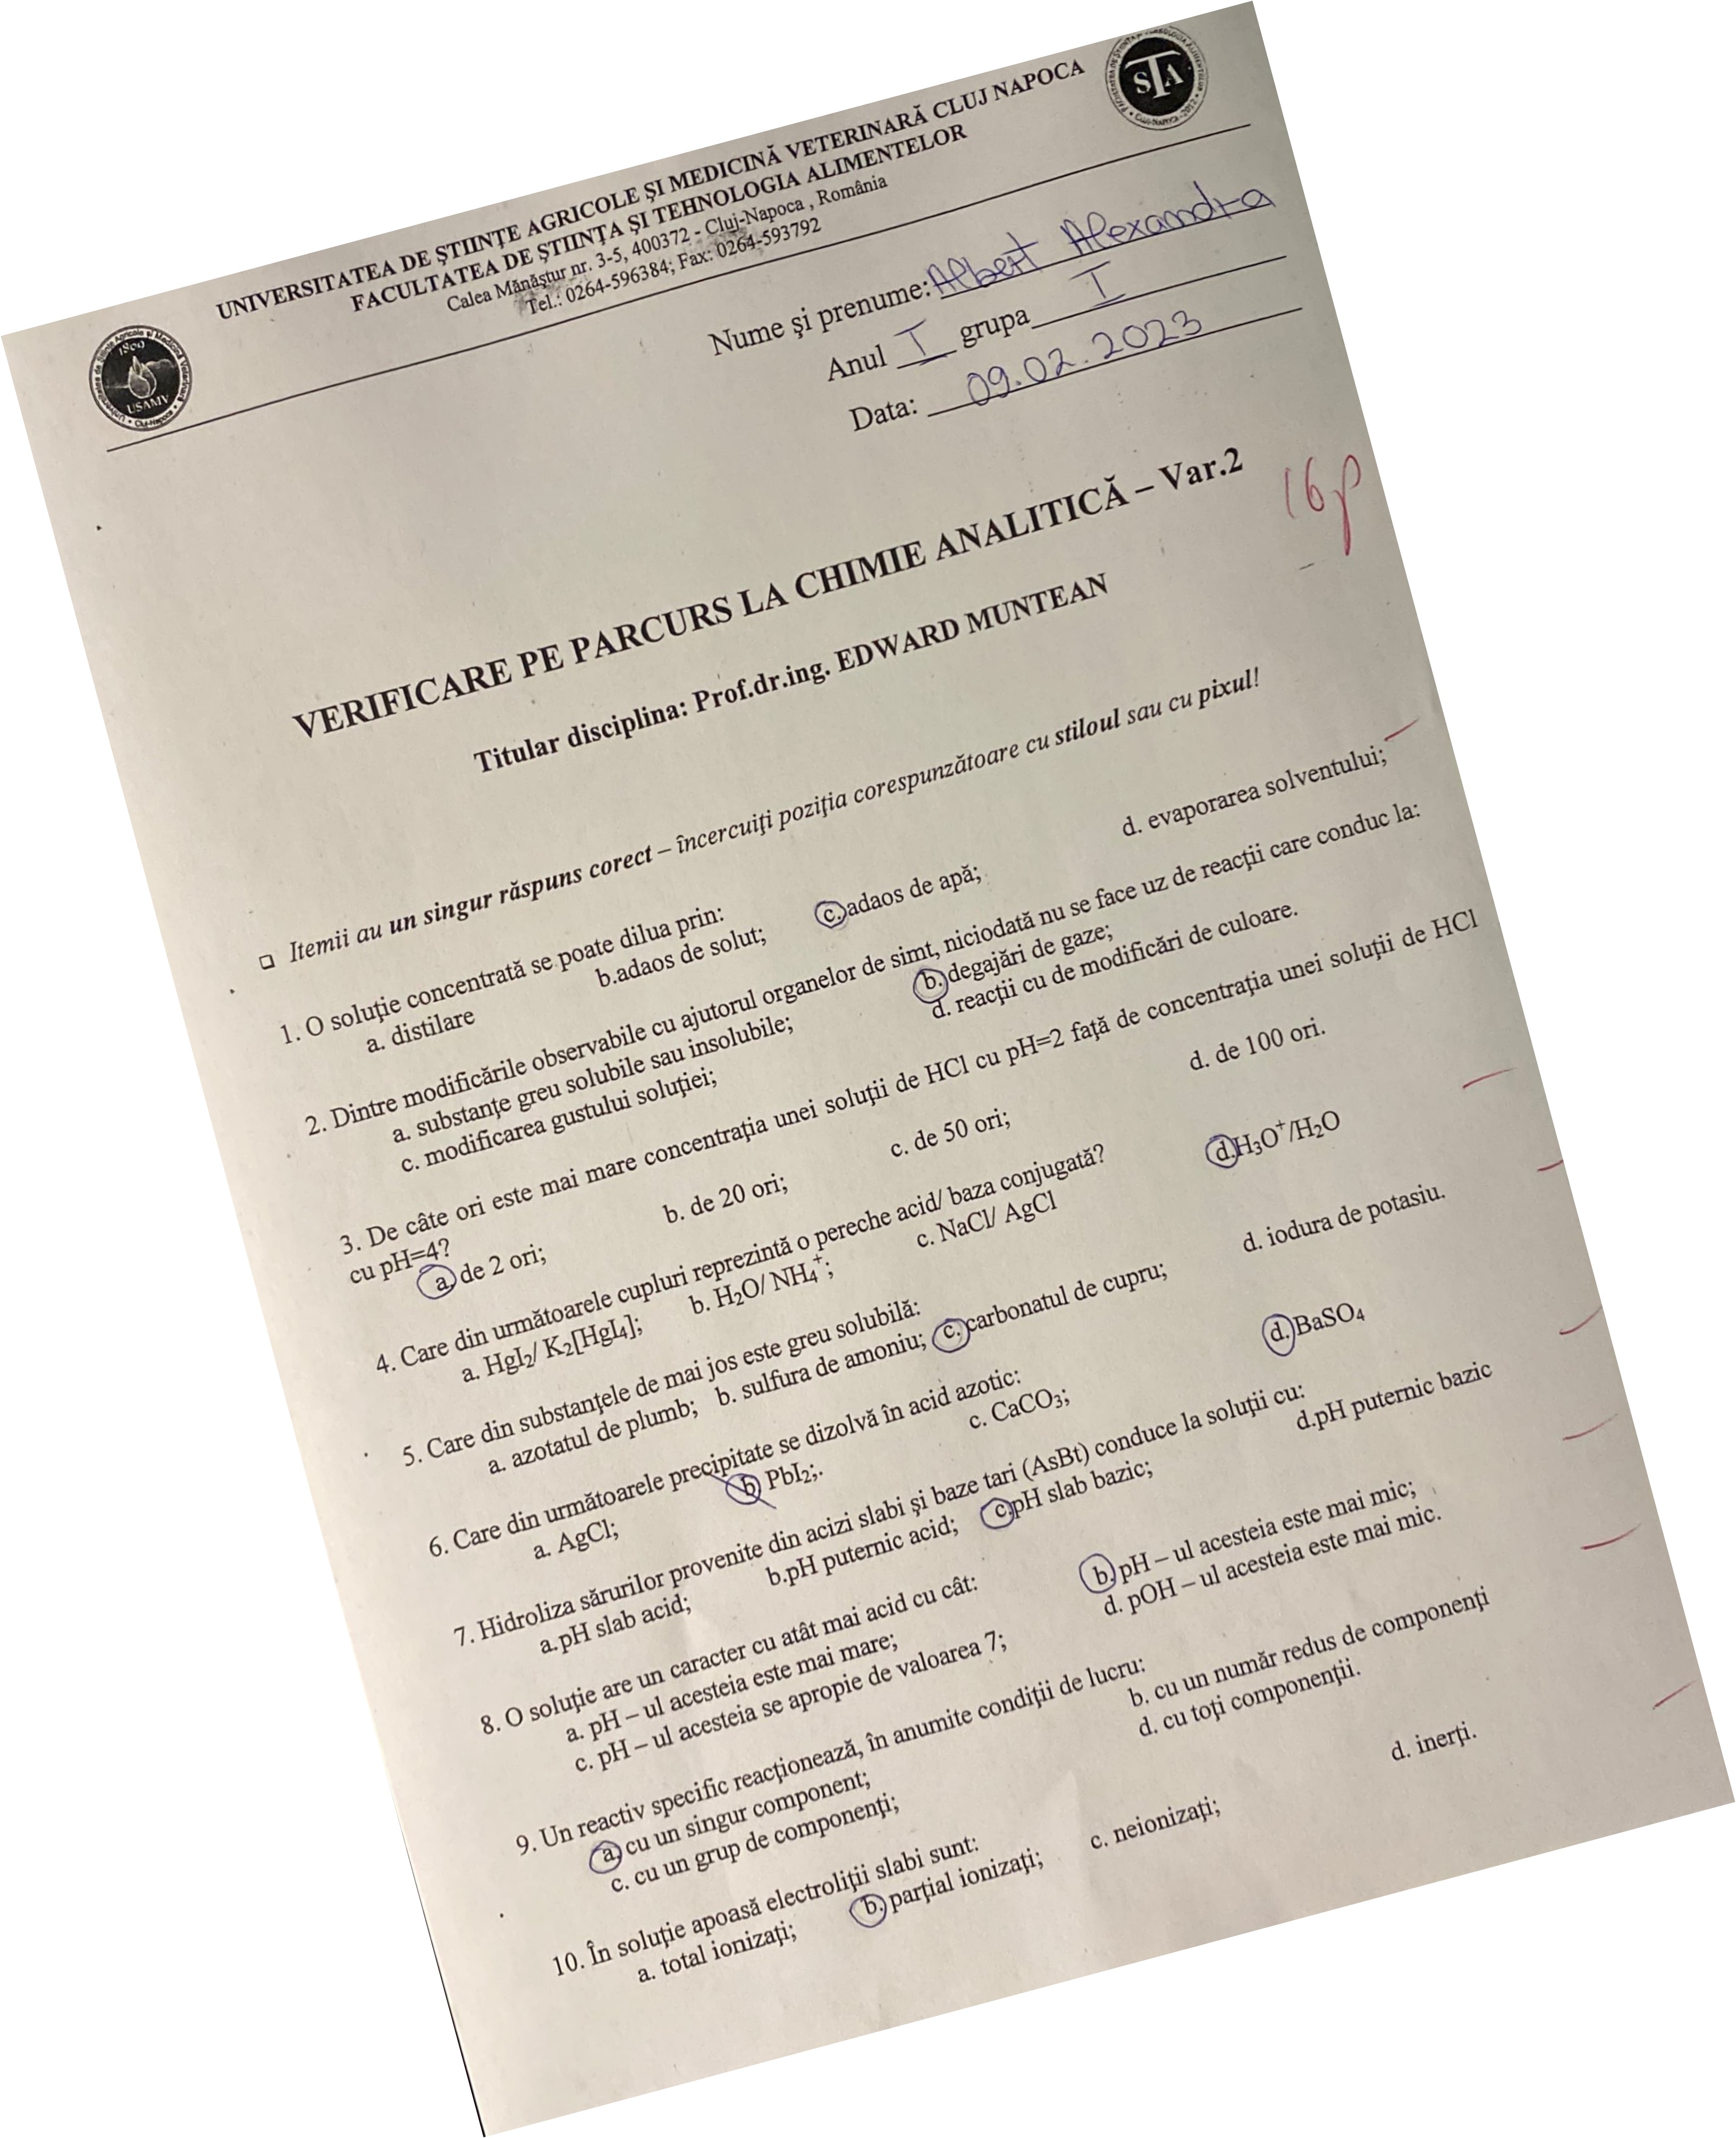 UNIVERSITATEA DE ŞTIINŢE AGRICOLE ŞI MEDICINĂ VETERINARĂ CLUJ NAPOCA
FACULTATEA DE ŞTIINŢA ŞI TEHNOLOGIA ALIMENTELOR
Calea Mănăştur nr. 3-5, 400372 - Cluj-Napoca , România
Tel.: 0264-596384; Fax: 0264-593792
1869
USAMV
STA
Nume şi prenume: Albert Alexandra
Anul I grupa I
Data: 09.02.2023
16p
VERIFICARE PE PARCURS LA CHIMIE ANALITICĂ – Var.2
Titular disciplina: Prof.dr.ing. EDWARD MUNTEAN
❑ Itemii au un singur răspuns corect – încercuiţi poziţia corespunzătoare cu stiloul sau cu pixul!
1. O soluţie concentrată se poate dilua prin:
a. distilare b.adaos de solut; c. adaos de apă; d. evaporarea solventului;
2. Dintre modificările observabile cu ajutorul organelor de simt, niciodată nu se face uz de reacţii care conduc la:
a. substanţe greu solubile sau insolubile; b. degajări de gaze;
c. modificarea gustului soluţiei; d. reacţii cu de modificări de culoare.
3. De câte ori este mai mare concentraţia unei soluţii de HCl cu pH=2 faţă de concentraţia unei soluţii de HCl
cu pH=4?
a. de 2 ori; b. de 20 ori; c. de 50 ori; d. de 100 ori.
4. Care din următoarele cupluri reprezintă o pereche acid/ baza conjugată?
a. HgI₂/ K₂[HgI₄]; b. H₂O/ NH₄⁺; c. NaCl/ AgCl d.H₃O⁺/H₂O
5. Care din substanţele de mai jos este greu solubilă:
a. azotatul de plumb; b. sulfura de amoniu; c. carbonatul de cupru; d. iodura de potasiu.
6. Care din următoarele precipitate se dizolvă în acid azotic:
a. AgCl; b) PbI₂;. c. CaCO₃; d. BaSO₄
7. Hidroliza sărurilor provenite din acizi slabi şi baze tari (AsBt) conduce la soluţii cu:
a.pH slab acid; b.pH puternic acid; c.pH slab bazic; d.pH puternic bazic
8. O soluţie are un caracter cu atât mai acid cu cât:
a. pH – ul acesteia este mai mare; b. pH – ul acesteia este mai mic;
c. pH – ul acesteia se apropie de valoarea 7; d. pOH – ul acesteia este mai mic.
9. Un reactiv specific reacţionează, în anumite condiţii de lucru:
a. cu un singur component; b. cu un număr redus de componenţi
c. cu un grup de componenţi; d. cu toţi componenţii.
10. În soluţie apoasă electroliţii slabi sunt:
a. total ionizaţi; b. parţial ionizaţi; c. neionizaţi; d. inerţi.